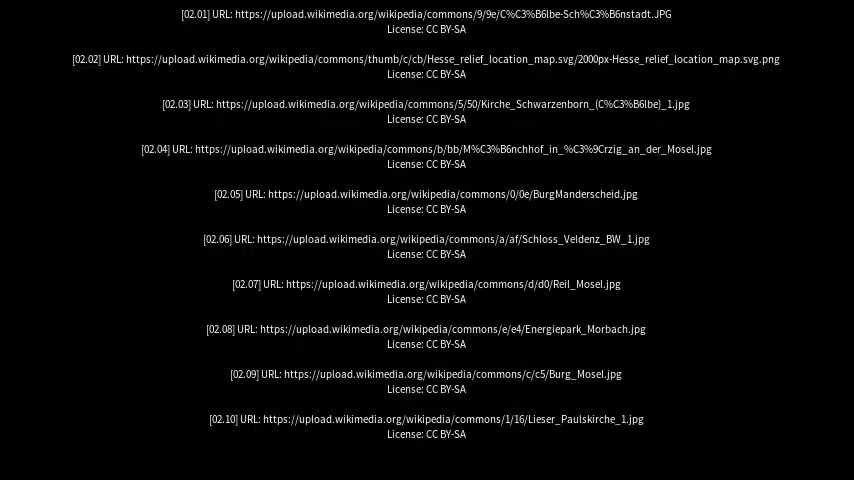 [02.01] URL: https://upload.wikimedia.org/wikipedia/commons/9/9e/C%C3%B6lbe-Sch%C3%B6nstadt.JPG
License: CC BY-SA
[02.02] URL: https://upload.wikimedia.org/wikipedia/commons/thumb/c/cb/Hesse_relief_location_map.svg/2000px-Hesse_relief_location_map.svg.png
License: CC BY-SA
[02.03] URL: https://upload.wikimedia.org/wikipedia/commons/5/50/Kirche_Schwarzenborn_(C%C3%B6lbe)_1.jpg
License: CC BY-SA
[02.04] URL: https://upload.wikimedia.org/wikipedia/commons/b/bb/M%C3%B6nchhof_in_%C3%9Crzig_an_der_Mosel.jpg
License: CC BY-SA
[02.05] URL: https://upload.wikimedia.org/wikipedia/commons/0/0e/BurgManderscheid.jpg
License: CC BY-SA
[02.06] URL: https://upload.wikimedia.org/wikipedia/commons/a/af/Schloss_Veldenz_BW_1.jpg
License: CC BY-SA
[02.07] URL: https://upload.wikimedia.org/wikipedia/commons/d/d0/Reil_Mosel.jpg
License: CC BY-SA
[02.08] URL: https://upload.wikimedia.org/wikipedia/commons/e/e4/Energiepark_Morbach.jpg
License: CC BY-SA
[02.09] URL: https://upload.wikimedia.org/wikipedia/commons/c/c5/Burg_Mosel.jpg
License: CC BY-SA
[02.10] URL: https://upload.wikimedia.org/wikipedia/commons/1/16/Lieser_Paulskirche_1.jpg
License: CC BY-SA